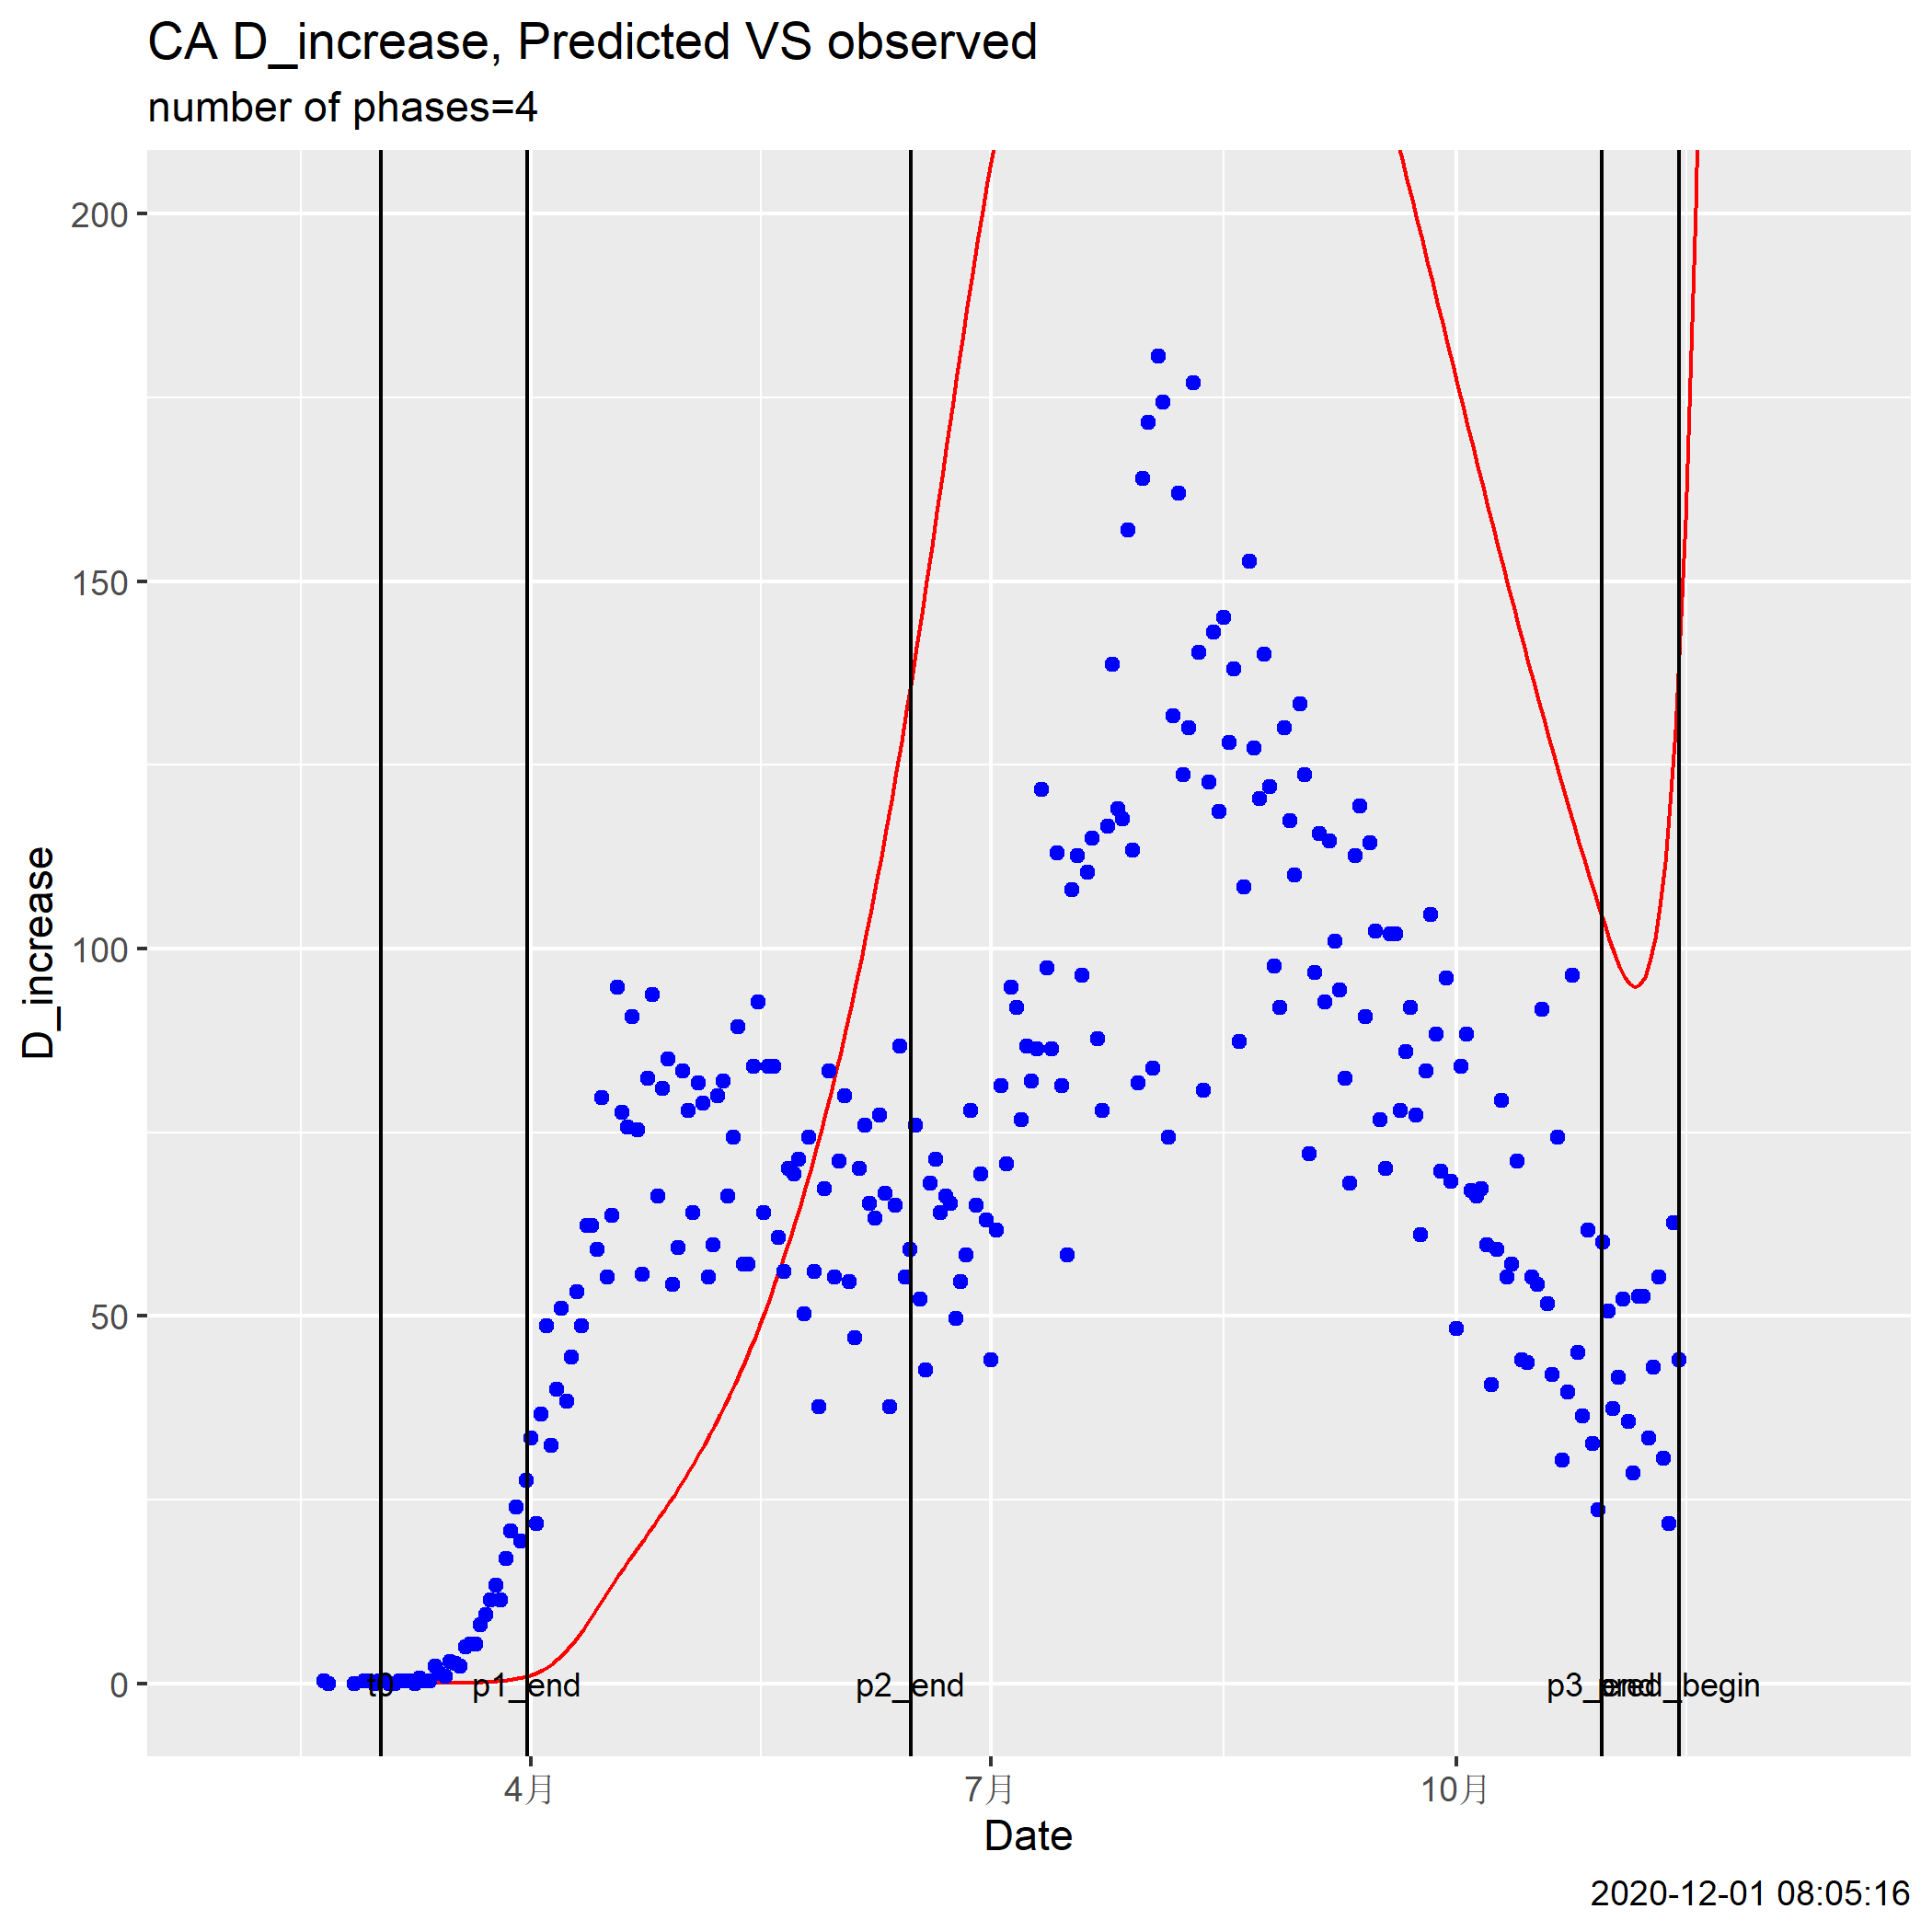 CA D_increase, Predicted VS observed
number of phases=4
200
150
100
50
0
D_increase
t0
p1_end
p2_end
p3_end
pred_begin
4月
7月
10月
Date
2020-12-01 08:05:16